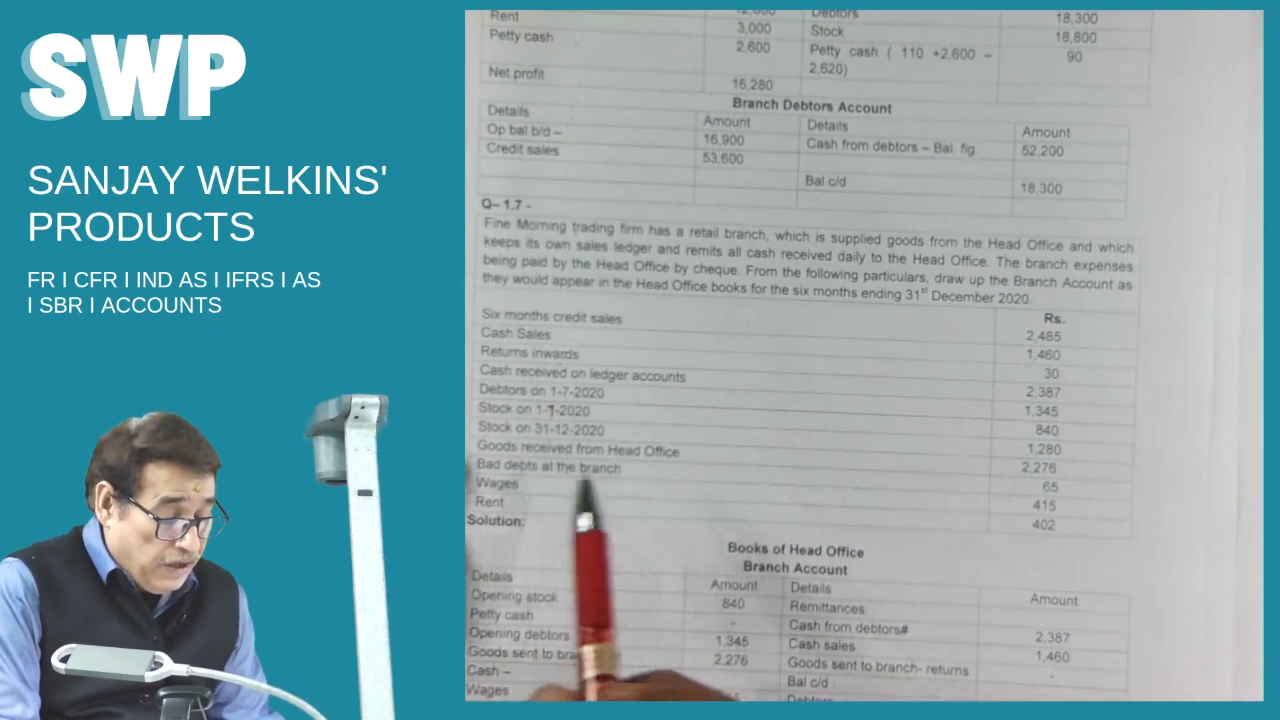 SWP
SANJAY WELKINS'
PRODUCTS
FR I CFR I IND AS I IFRS I AS
I SBR I ACCOUNTS
Rent 3,000 Debtors 18,300
Petty cash 2,600 Stock 18,800
Petty cash ( 110 +2,600 – 90
2,620)
Net profit 16,280
Branch Debtors Account
Details Amount Details Amount
Op bal b/d – 16,900 Cash from debtors – Bal. fig 52,200
Credit sales 53,600
Bal c/d 18,300
Q– 1.7 -
Fine Morning trading firm has a retail branch, which is supplied goods from the Head Office and which
keeps its own sales ledger and remits all cash received daily to the Head Office. The branch expenses
being paid by the Head Office by cheque. From the following particulars, draw up the Branch Account as
they would appear in the Head Office books for the six months ending 31st December 2020.
Rs.
Six months credit sales 2,485
Cash Sales 1,460
Returns inwards 30
Cash received on ledger accounts 2,387
Debtors on 1-7-2020 1,345
Stock on 1-7-2020 840
Stock on 31-12-2020 1,280
Goods received from Head Office 2,276
Bad debts at the branch 65
Wages 415
Rent 402
Solution:
Books of Head Office
Branch Account
Details Amount Details Amount
Opening stock 840 Remittances
Petty cash - Cash from debtors# 2,387
Opening debtors 1,345 Cash sales 1,460
Goods sent to 2,276 Goods sent to branch- returns -
Cash – Bal c/d
Wages Debtors